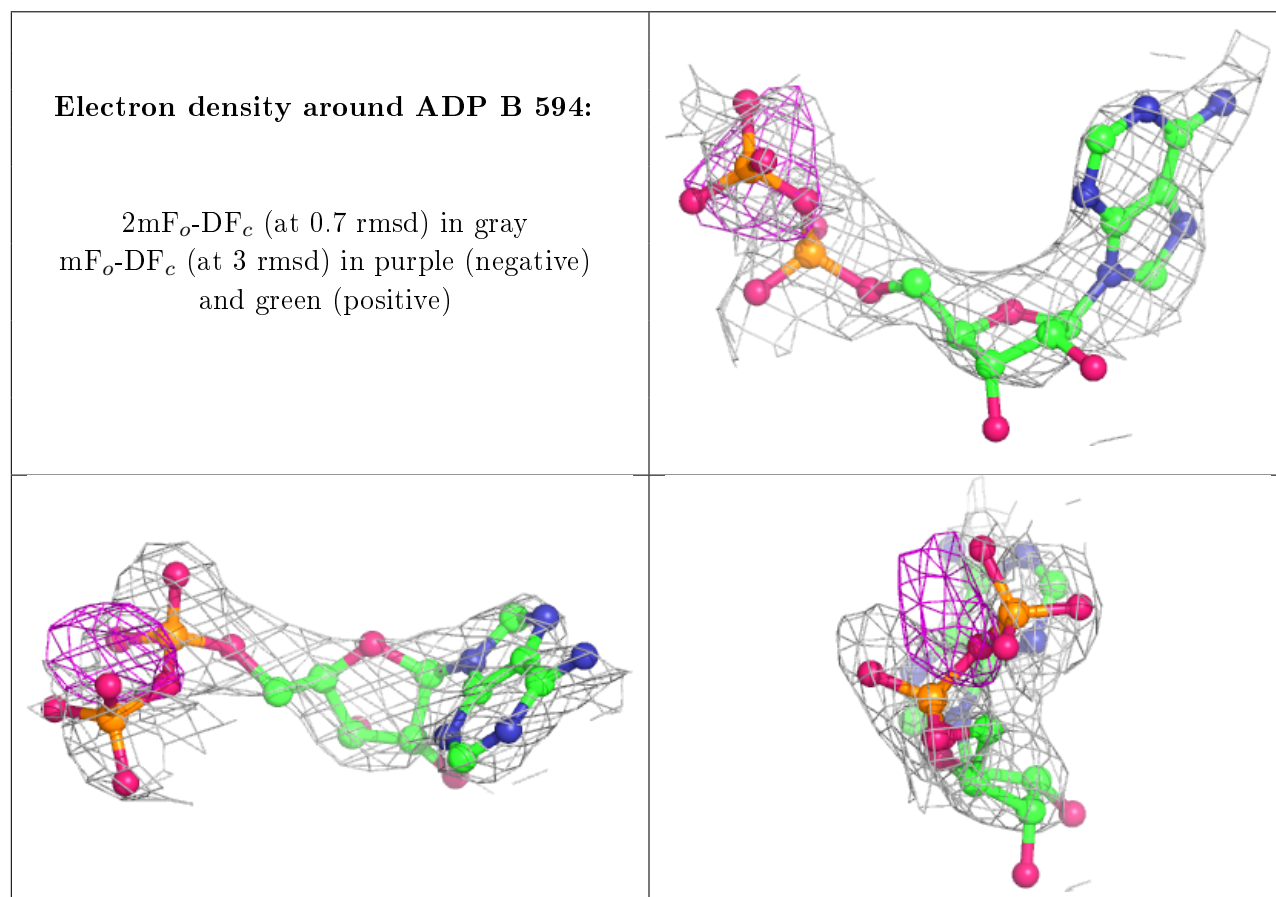 Electron density around ADP B 594:
2mFₒ-DF𝒸 (at 0.7 rmsd) in gray
mFₒ-DF𝒸 (at 3 rmsd) in purple (negative)
and green (positive)